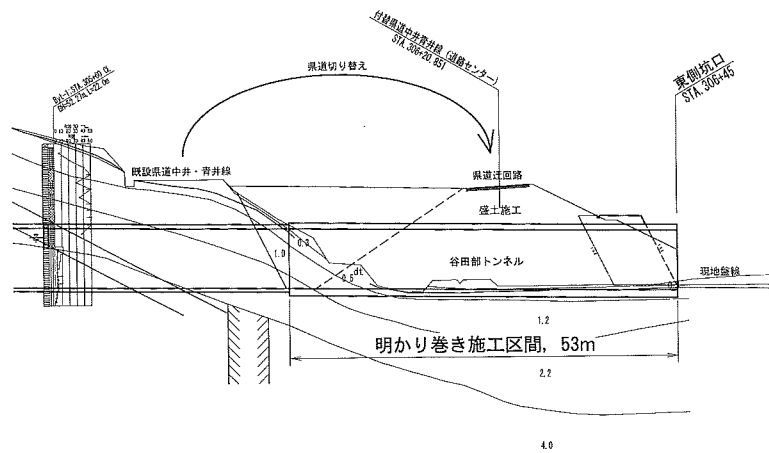 付替県道中井青井線 (道路センター)
STA. 306+20.851
東側坑口
STA. 306+45
県道切り替え
既設県道中井・青井線
県道迂回路
盛土施工
谷田部トンネル
現地盤線
1.0
0.3
0.5
dt
1.2
明かり巻き施工区間, 53m
2.2
4.0